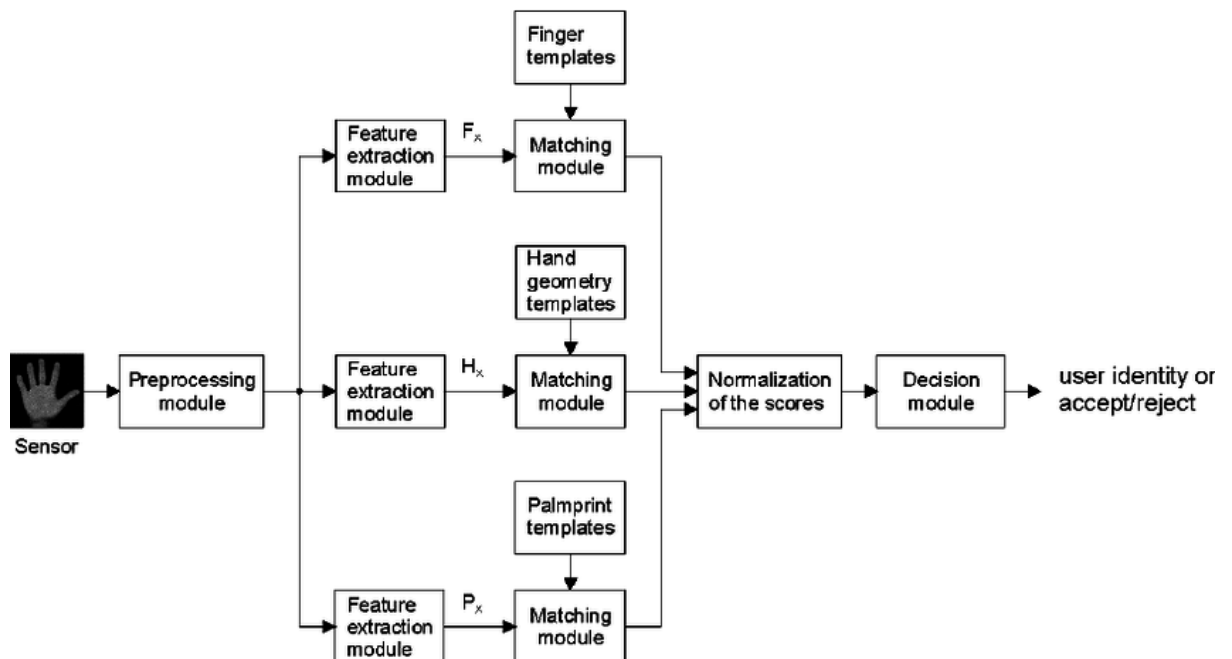 Finger
templates
Feature
extraction
module
F_x
Matching
module
Hand
geometry
templates
Sensor
Preprocessing
module
Feature
extraction
module
H_x
Matching
module
Normalization
of the scores
Decision
module
user identity or
accept/reject
Palmprint
templates
Feature
extraction
module
P_x
Matching
module